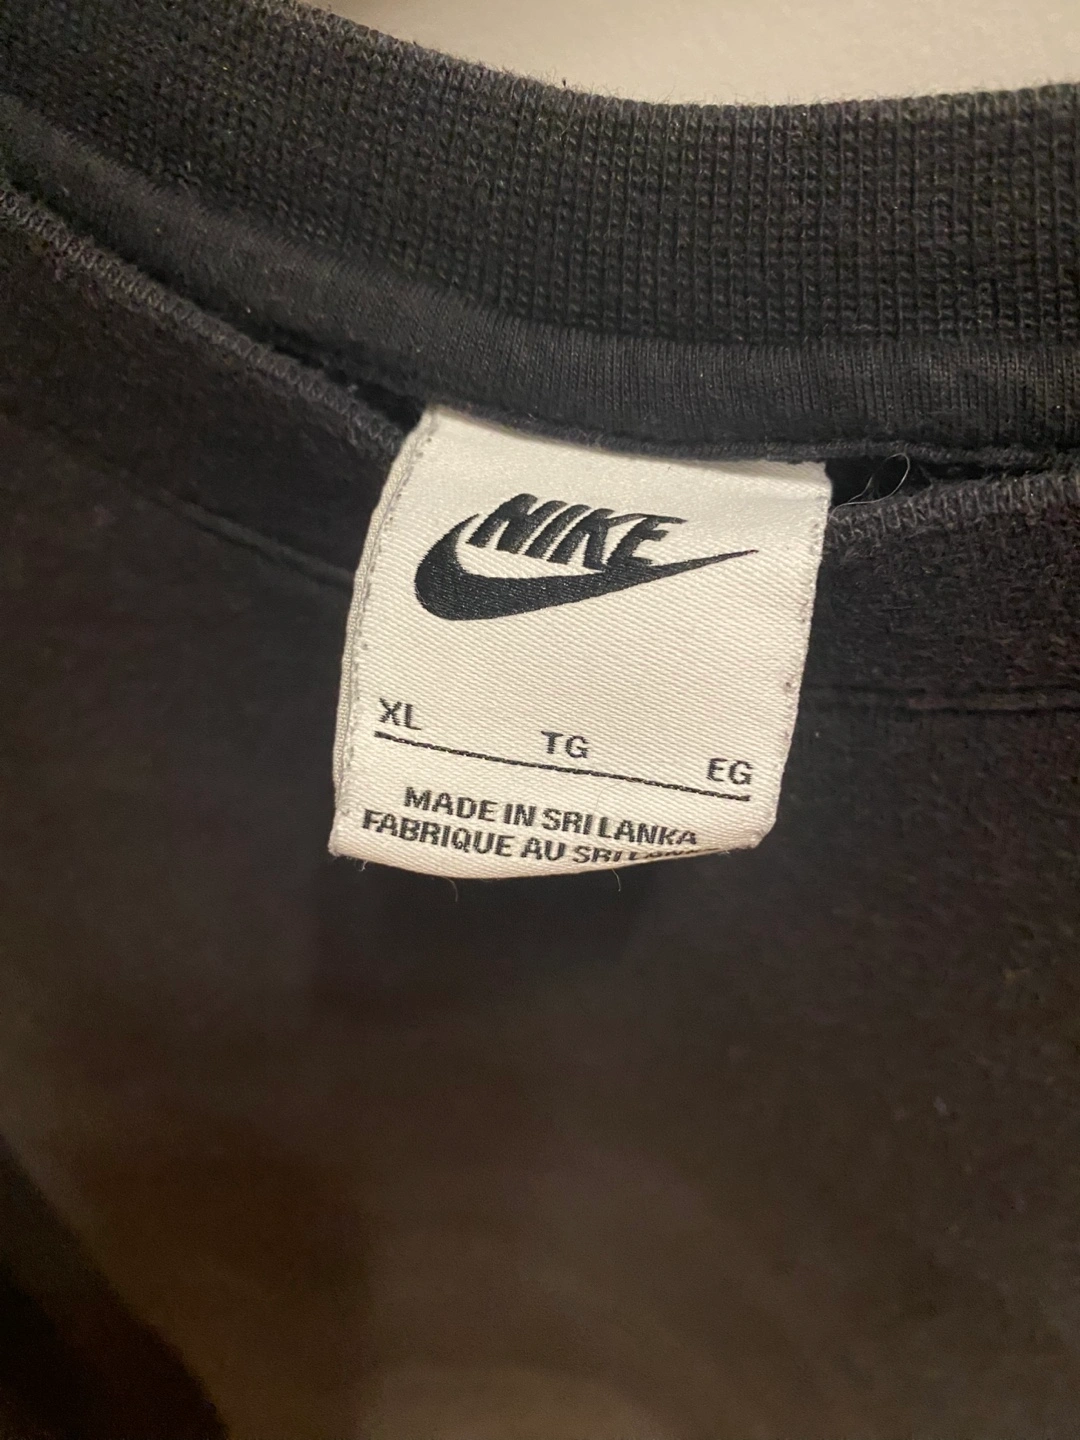 NIKE
XL TG EG
MADE IN SRI LANKA
FABRIQUE AU SRI